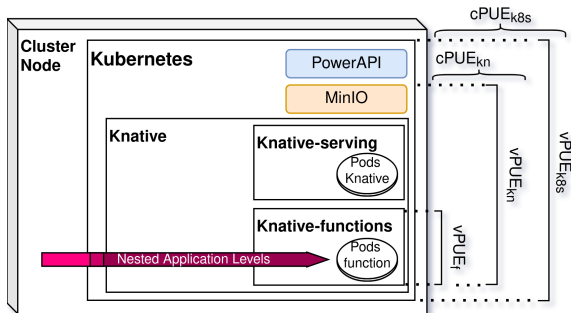 cPUEk8s
Cluster
Node
Kubernetes
PowerAPI
cPUEkn
MinIO
Knative
Knative-serving
Pods
Knative
vPUEkn
vPUEk8s
Knative-functions
Pods
function
vPUEf
Nested Application Levels